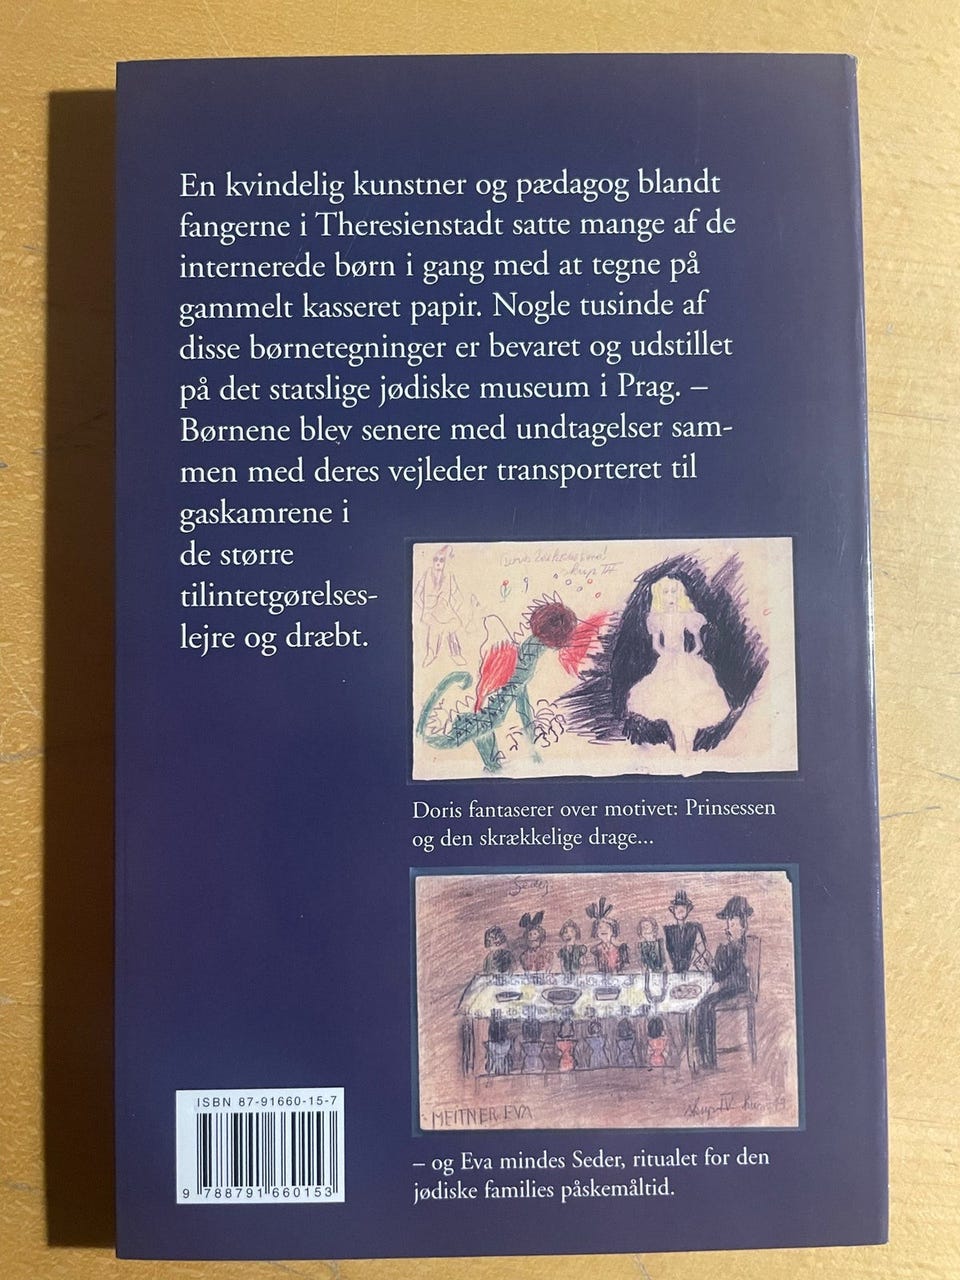 En kvindelig kunstner og pædagog blandt
fangerne i Theresienstadt satte mange af de
internerede børn i gang med at tegne på
gammelt kasseret papir. Nogle tusinde af
disse børnetegninger er bevaret og udstillet
på det statslige jødiske museum i Prag. –
Børnene blev senere med undtagelser sam-
men med deres vejleder transporteret til
gaskamrene i
de større
tilintetgørelses-
lejre og dræbt.
Doris fantaserer over motivet: Prinsessen
og den skrækkelige drage...
Seder
MEITNER EVA
– og Eva mindes Seder, ritualet for den
jødiske families påskemåltid.
ISBN 87-91660-15-7
9 788791 660153